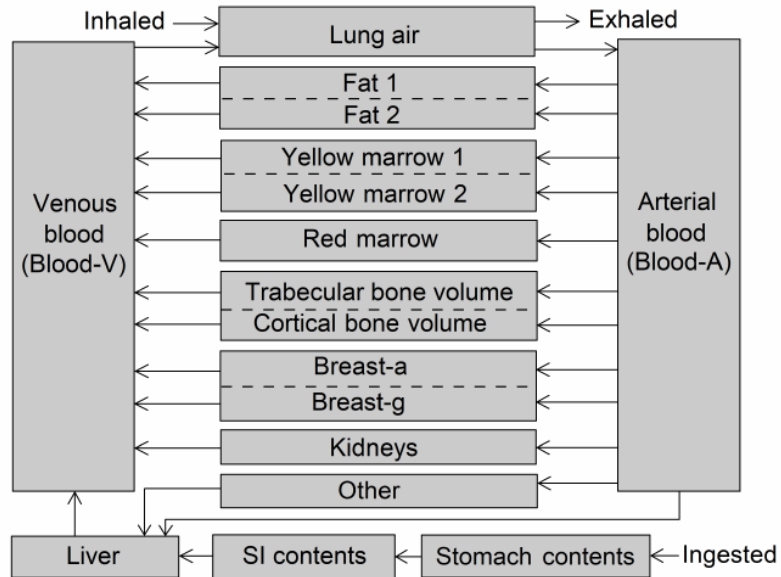 Inhaled
Lung air
Exhaled
Fat 1
Fat 2
Yellow marrow 1
Yellow marrow 2
Venous
blood
(Blood-V)
Red marrow
Arterial
blood
(Blood-A)
Trabecular bone volume
Cortical bone volume
Breast-a
Breast-g
Kidneys
Other
Liver
SI contents
Stomach contents
Ingested